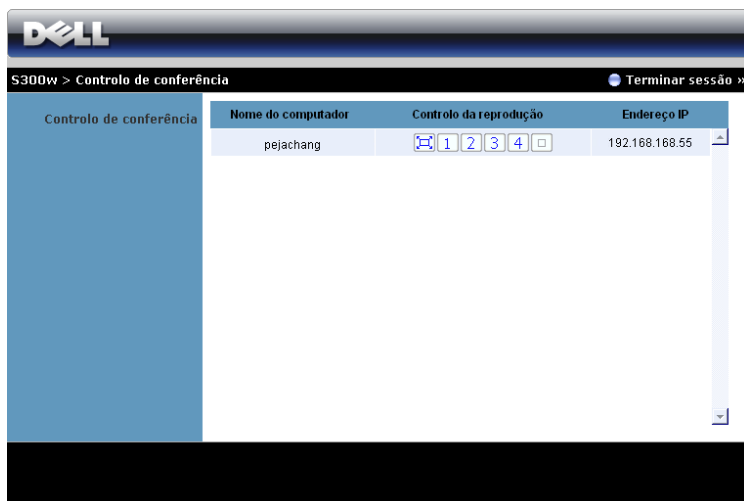 DELL
S300w > Controlo de conferência
Terminar sessão »
Controlo de conferência
Nome do computador Controlo da reprodução Endereço IP
pejachang 1 2 3 4 192.168.168.55